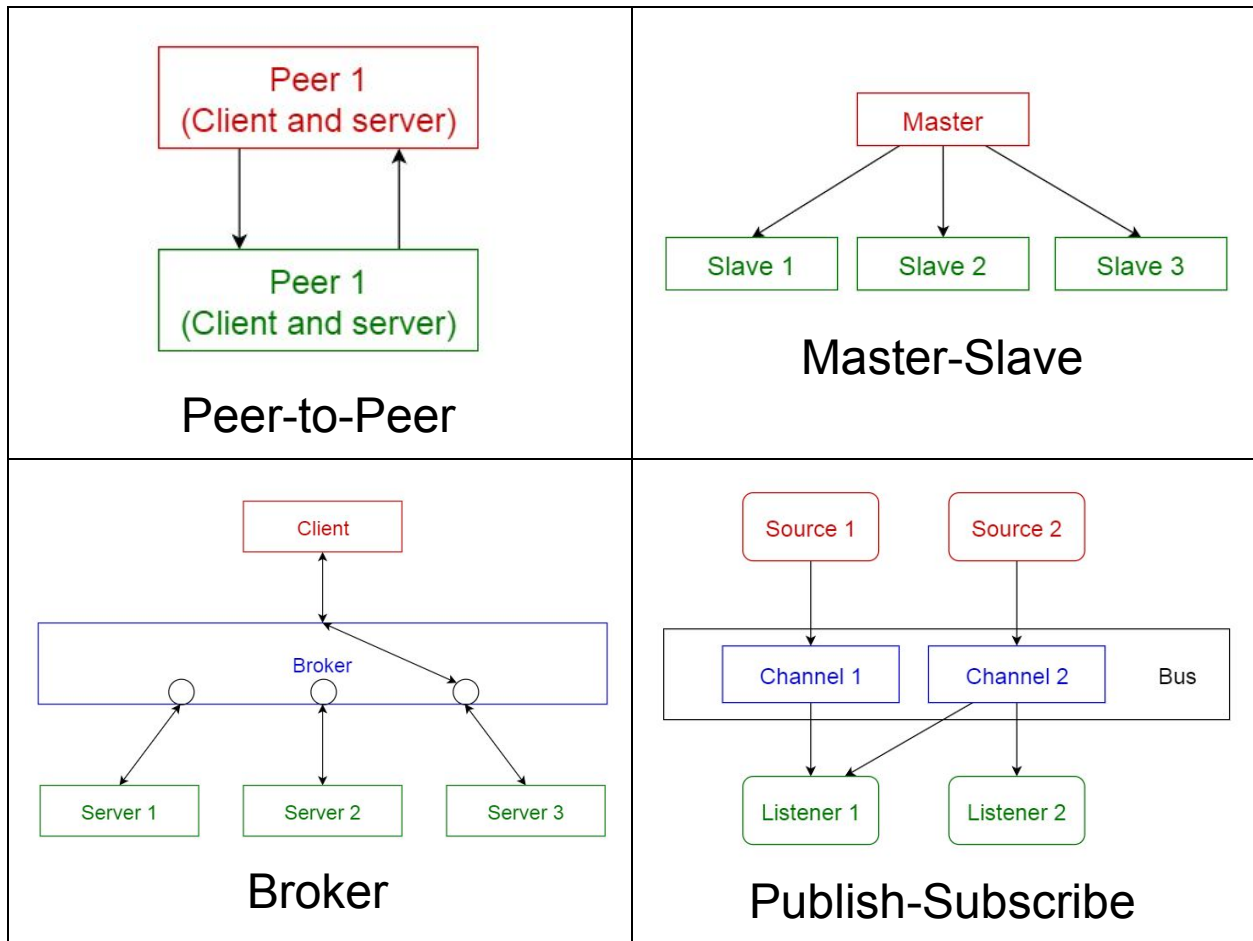 Peer 1
(Client and server)
Peer 1
(Client and server)
Peer-to-Peer
Master
Slave 1
Slave 2
Slave 3
Master-Slave
Client
Broker
Server 1
Server 2
Server 3
Broker
Source 1
Source 2
Channel 1
Channel 2
Bus
Listener 1
Listener 2
Publish-Subscribe